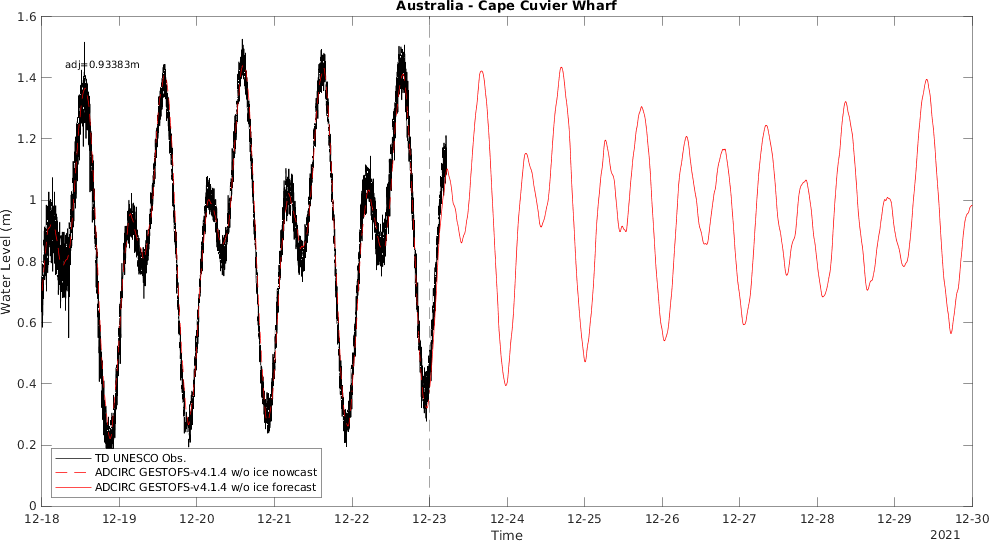 Australia - Cape Cuvier Wharf
1.6
1.4
1.2
1
0.8
0.6
0.4
0.2
0
Water Level (m)
adj=0.93383m
TD UNESCO Obs.
ADCIRC GESTOFS-v4.1.4 w/o ice nowcast
ADCIRC GESTOFS-v4.1.4 w/o ice forecast
12-18 12-19 12-20 12-21 12-22 12-23 12-24 12-25 12-26 12-27 12-28 12-29 12-30
Time
2021